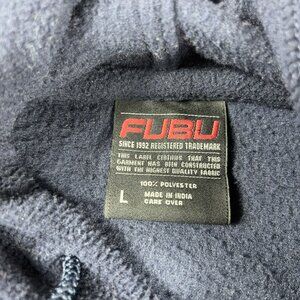 FUBU
SINCE 1992 REGISTERED TRADEMARK
THIS LABEL CERTIFIES THAT THIS
GARMENT HAS BEEN CONSTRUCTED
WITH THE HIGHEST QUALITY FABRIC
100% POLYESTER
L
MADE IN INDIA
CARE OVER